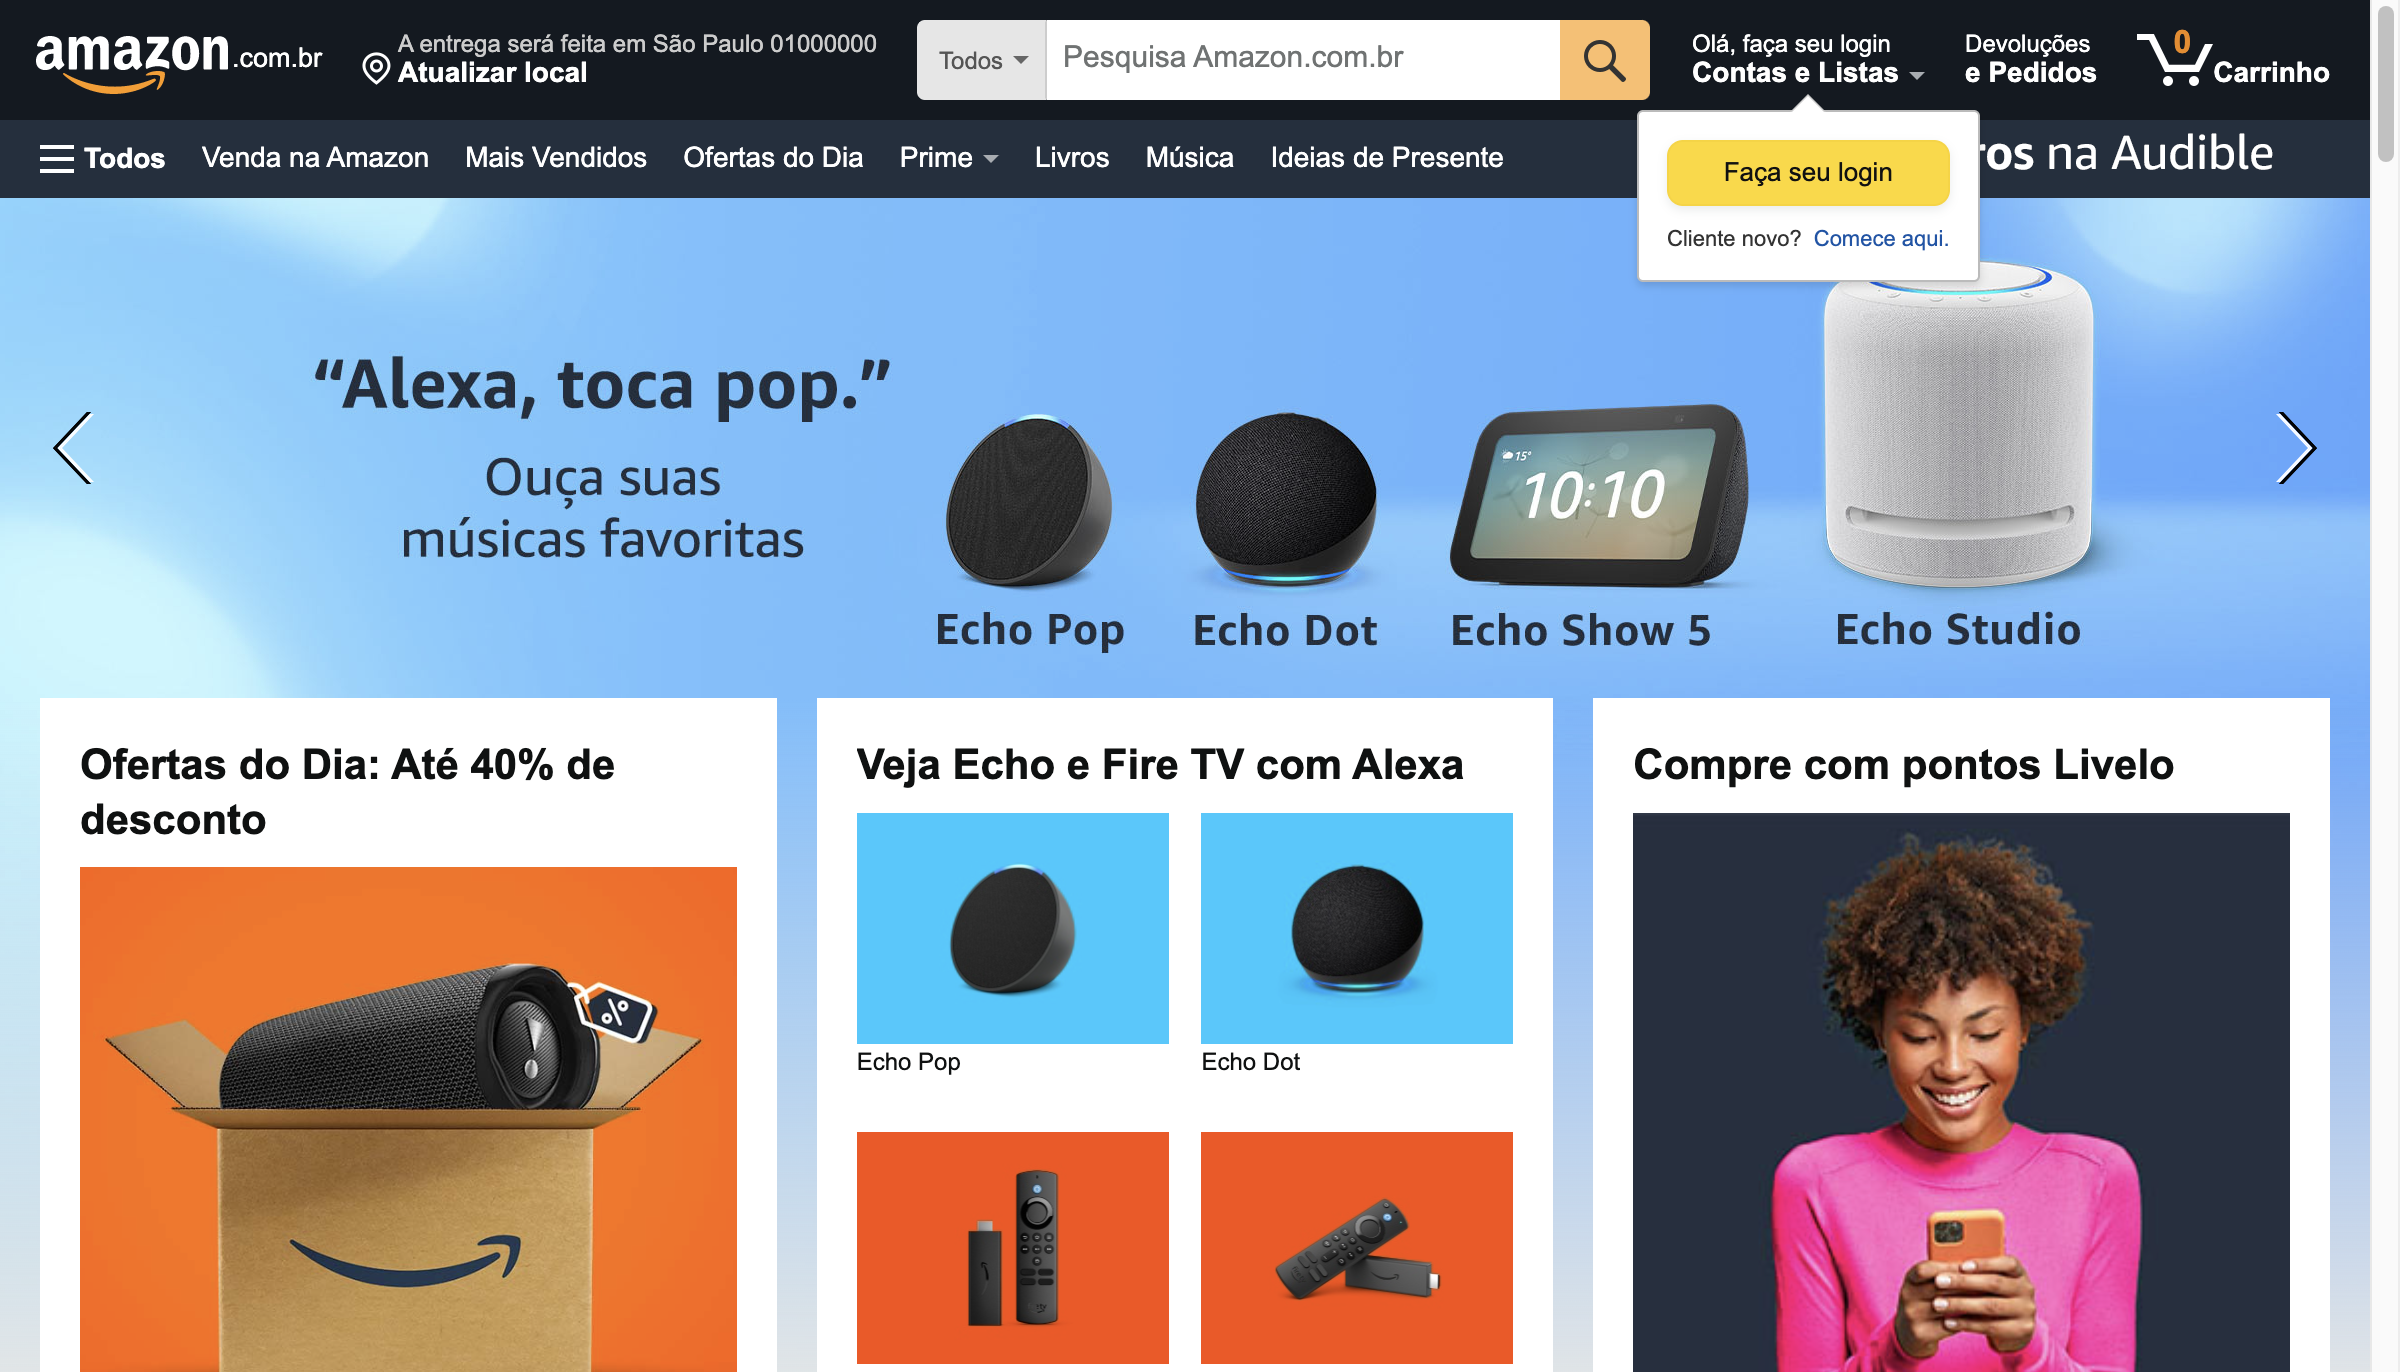 amazon.com.br
A entrega será feita em São Paulo 01000000
Atualizar local
Todos
Pesquisa Amazon.com.br
Olá, faça seu login
Contas e Listas
Devoluções
e Pedidos
0
Carrinho
Todos
Venda na Amazon
Mais Vendidos
Ofertas do Dia
Prime
Livros
Música
Ideias de Presente
ros na Audible
Faça seu login
Cliente novo? Comece aqui.
“Alexa, toca pop.”
Ouça suas
músicas favoritas
15°
10:10
Echo Pop
Echo Dot
Echo Show 5
Echo Studio
Ofertas do Dia: Até 40% de
desconto
%
Veja Echo e Fire TV com Alexa
Echo Pop
Echo Dot
Compre com pontos Livelo